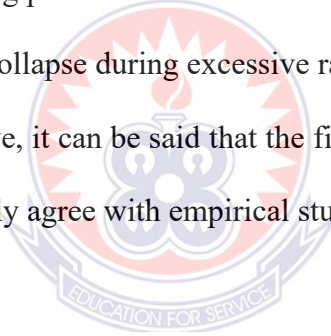 ollapse during excessive ra
e, it can be said that the fi
ly agree with empirical stu
EDUCATION FOR SERVICE